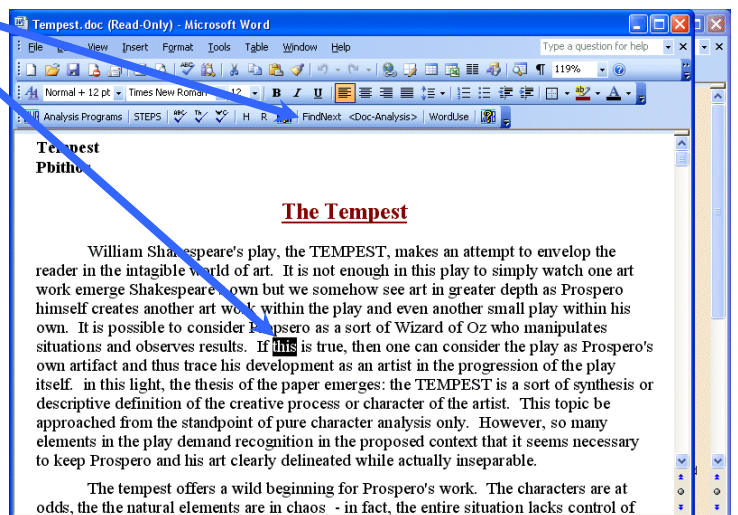 Tempest.doc (Read-Only) - Microsoft Word
File Edit View Insert Format Tools Table Window Help Type a question for help
119%
Normal + 12 pt Times New Roman 12 B I U A
Analysis Programs STEPS H R FindNext <Doc-Analysis> WordUse
Tempest
The Tempest
William Shakespeare's play, the TEMPEST, makes an attempt to envelop the
reader in the intagible world of art. It is not enough in this play to simply watch one art
work emerge Shakespeare's own but we somehow see art in greater depth as Prospero
himself creates another art work within the play and even another small play within his
own. It is possible to consider Propsero as a sort of Wizard of Oz who manipulates
situations and observes results. If this is true, then one can consider the play as Prospero's
own artifact and thus trace his development as an artist in the progression of the play
itself. in this light, the thesis of the paper emerges: the TEMPEST is a sort of synthesis or
descriptive definition of the creative process or character of the artist. This topic be
approached from the standpoint of pure character analysis only. However, so many
elements in the play demand recognition in the proposed context that it seems necessary
to keep Prospero and his art clearly delineated while actually inseparable.
The tempest offers a wild beginning for Prospero's work. The characters are at
odds, the the natural elements are in chaos - in fact, the entire situation lacks control of